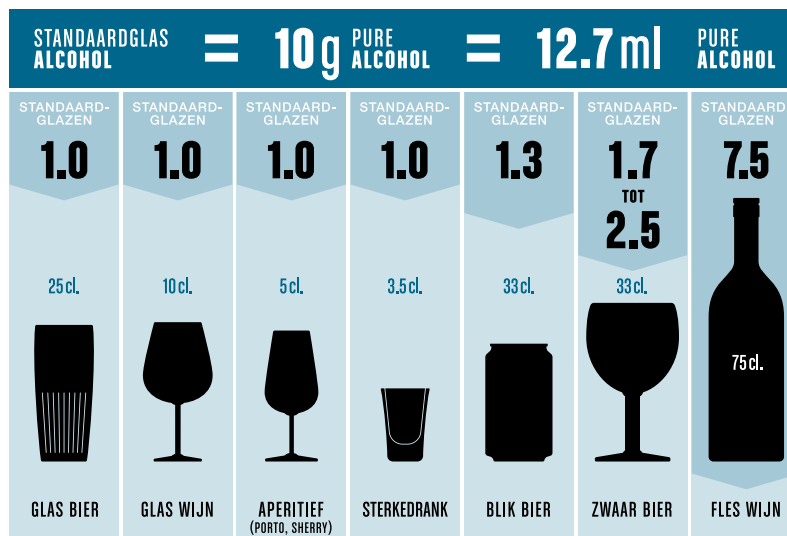 STANDAARDGLAS
ALCOHOL
=
10g
PURE
ALCOHOL
=
12.7 ml
PURE
ALCOHOL
STANDAARD-
GLAZEN
1.0
25 cl.
GLAS BIER
STANDAARD-
GLAZEN
1.0
10 cl.
GLAS WIJN
STANDAARD-
GLAZEN
1.0
5 cl.
APERITIEF
(PORTO, SHERRY)
STANDAARD-
GLAZEN
1.0
3.5 cl.
STERKEDRANK
STANDAARD-
GLAZEN
1.3
33 cl.
BLIK BIER
STANDAARD-
GLAZEN
1.7
TOT
2.5
33 cl.
ZWAAR BIER
STANDAARD
GLAZEN
7.5
75 cl.
FLES WIJN